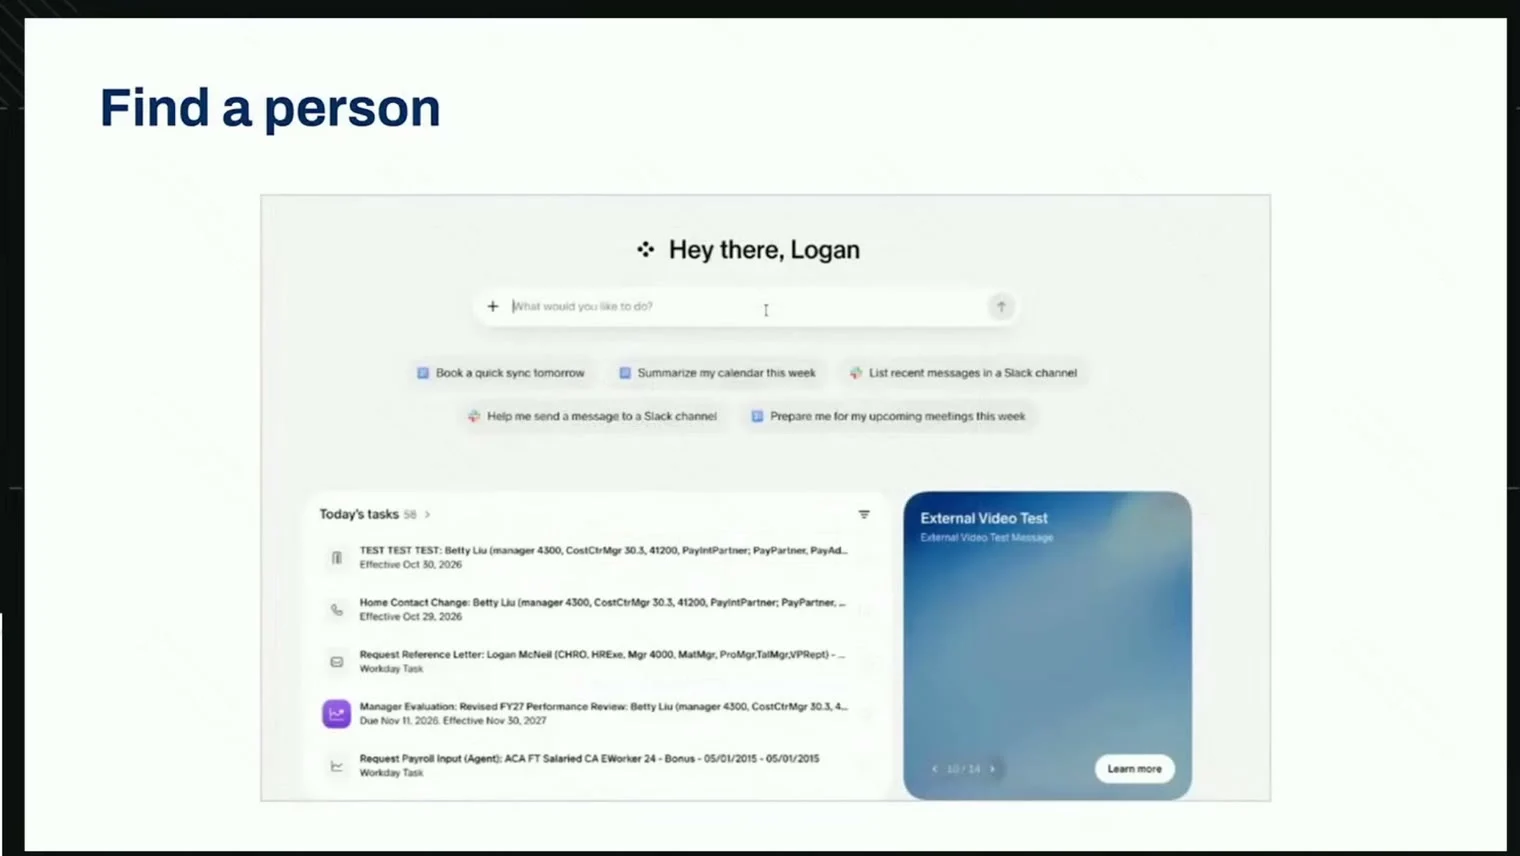 Find a person
Hey there, Logan
What would you like to do?
Book a quick sync tomorrow
Summarize my calendar this week
List recent messages in a Slack channel
Help me send a message to a Slack channel
Prepare me for my upcoming meetings this week
Today's tasks 58
TEST TEST TEST: Betty Liu (manager 4300, CostCtrMgr 30.3, 41200, PayIntPartner; PayPartner, PayAd...
Effective Oct 30, 2026
Home Contact Change: Betty Liu (manager 4300, CostCtrMgr 30.3, 41200, PayIntPartner; PayPartner, ...
Effective Oct 29, 2026
Request Reference Letter: Logan McNeil (CHRO, HRExe, Mgr 4000, MatMgr, ProMgr,TalMgr,VPRept) - ...
Workday Task
Manager Evaluation: Revised FY27 Performance Review: Betty Liu (manager 4300, CostCtrMgr 30.3, 4...
Due Nov 11, 2026. Effective Nov 30, 2027
Request Payroll Input (Agent): ACA FT Salaried CA EWorker 24 - Bonus - 05/01/2015 - 05/01/2015
Workday Task
External Video Test
External Video Test Message
10 / 14
Learn more